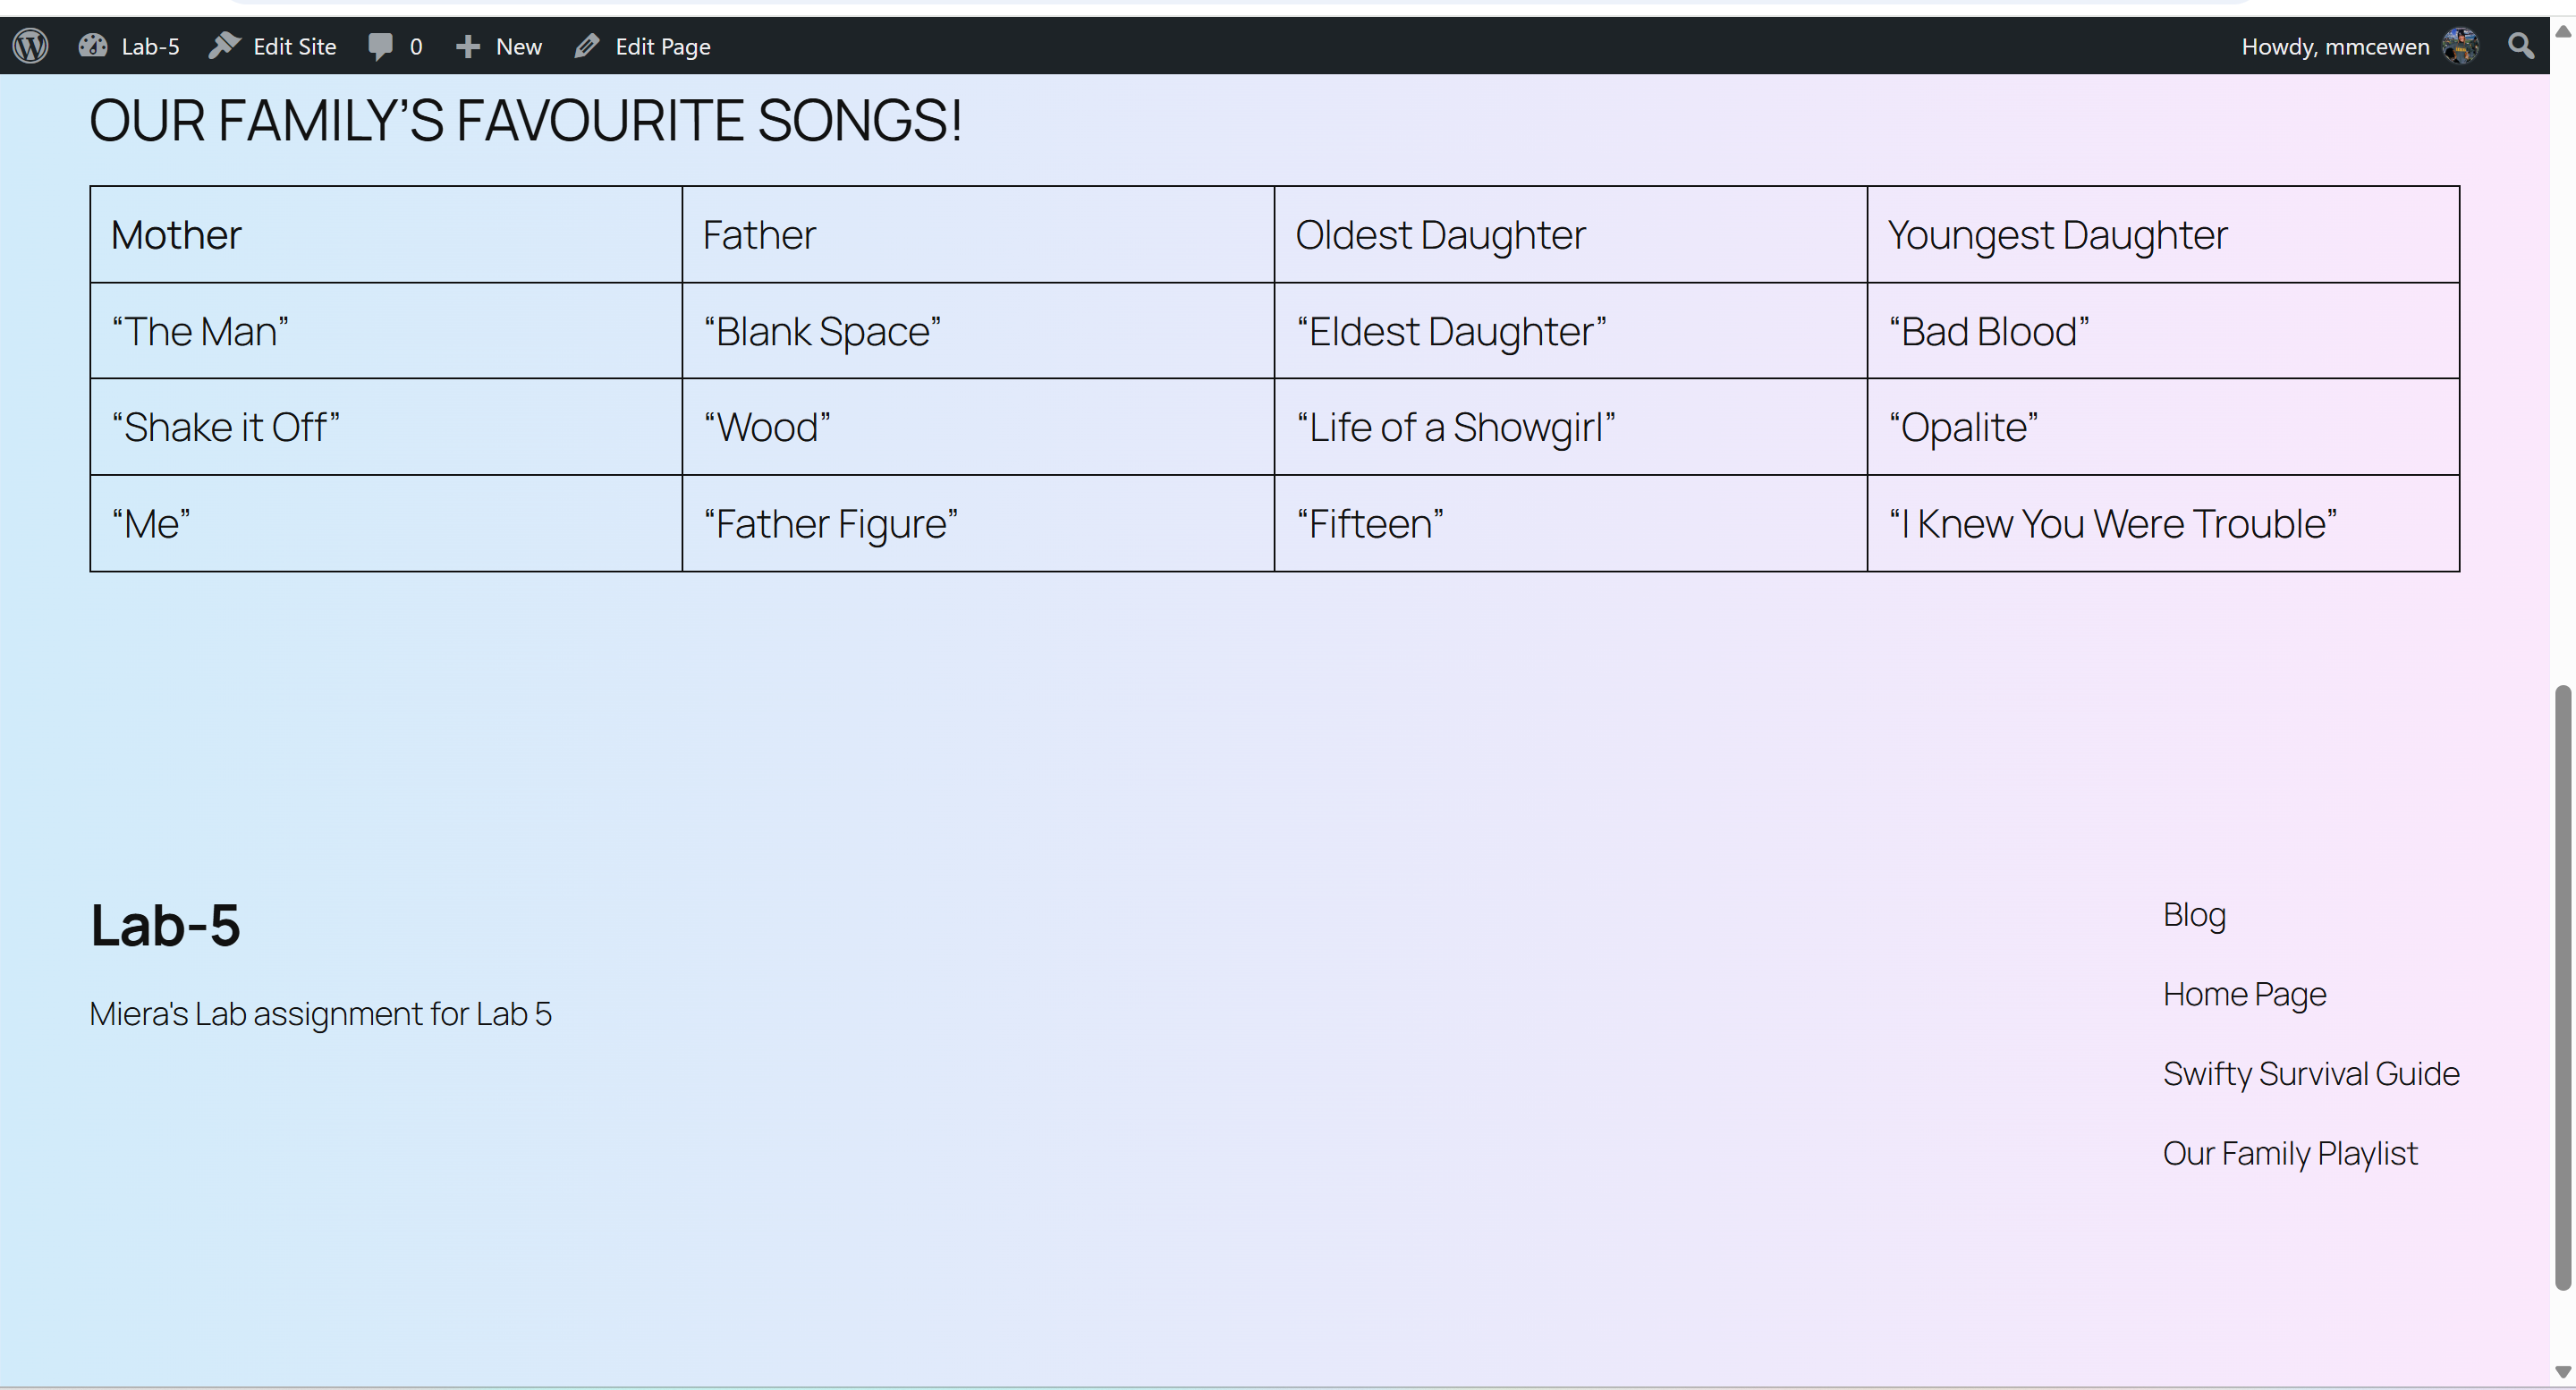 Lab-5 Edit Site 0 New Edit Page Howdy, mmcewen
OUR FAMILY’S FAVOURITE SONGS!
Mother Father Oldest Daughter Youngest Daughter
“The Man” “Blank Space” “Eldest Daughter” “Bad Blood”
“Shake it Off” “Wood” “Life of a Showgirl” “Opalite”
“Me” “Father Figure” “Fifteen” “I Knew You Were Trouble”
Lab-5
Miera's Lab assignment for Lab 5
Blog
Home Page
Swifty Survival Guide
Our Family Playlist